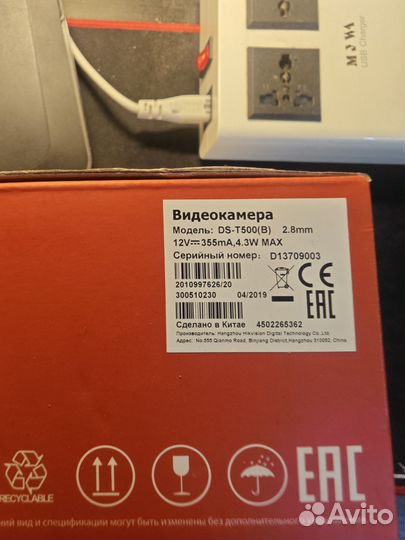 MOWA
USB Charger
Видеокамера
Модель: DS-T500(B) 2.8mm
12V⎓355mA,4.3W MAX
Серийный номер: D13709003
2010997626/20
300510230 04/2019
CE
EAC
Сделано в Китае 4502265362
Производитель: Hangzhou Hikvision Digital Technology Co.,Ltd.
Адрес: No.555 Qianmo Road, Binjiang District,Hangzhou 310052, China
RECYCLABLE
EAC
ний вид и спецификации могут быть изменены без дополнительного
Avito